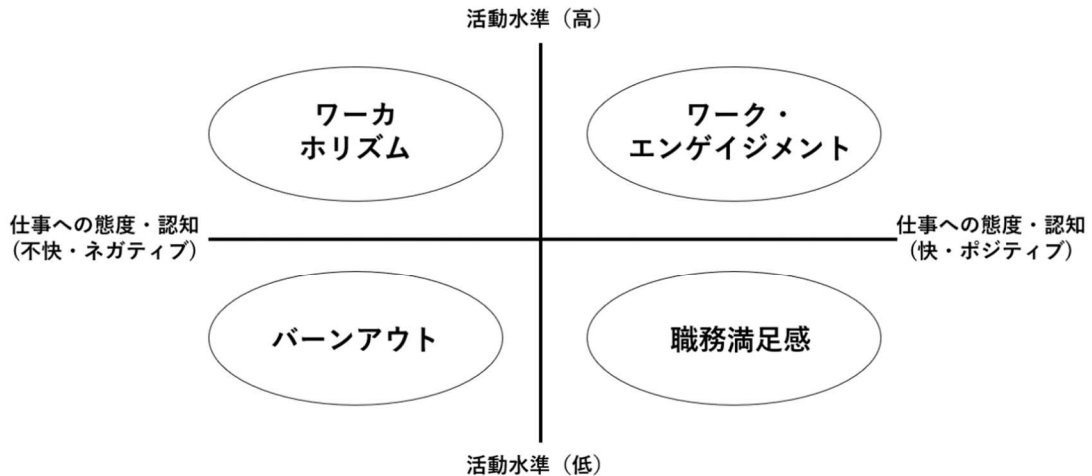 活動水準（高）
ワーカ
ホリズム
ワーク・
エンゲイジメント
仕事への態度・認知
(不快・ネガティブ)
仕事への態度・認知
(快・ポジティブ)
バーンアウト
職務満足感
活動水準（低）